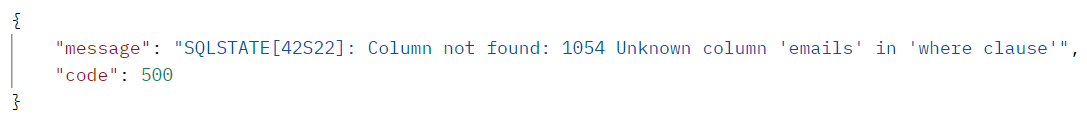 {
"message": "SQLSTATE[42S22]: Column not found: 1054 Unknown column 'emails' in 'where clause'",
"code": 500
}